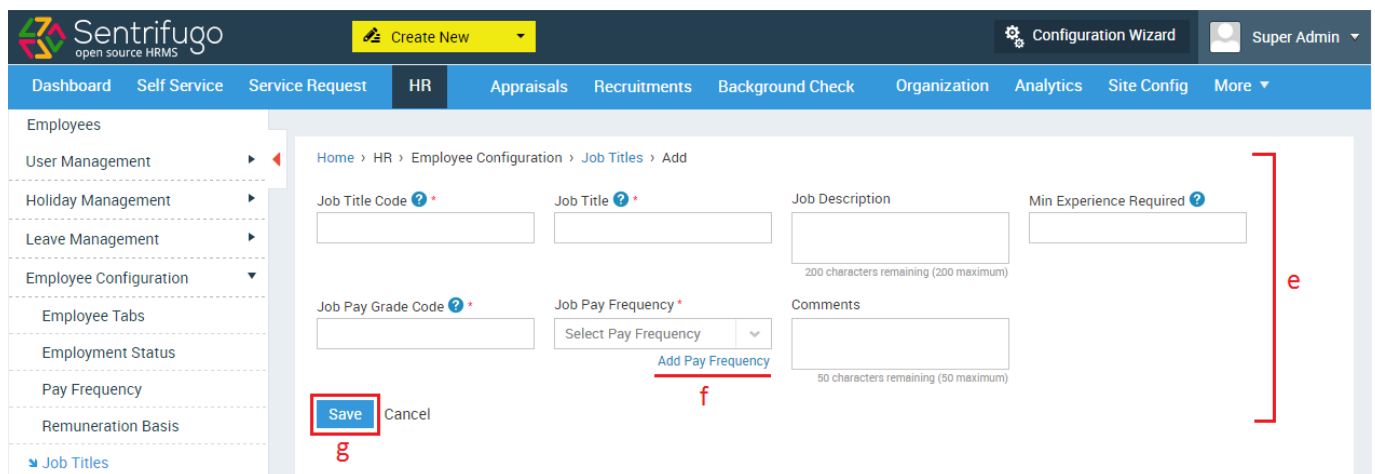 Sentrifugo
open source HRMS
Create New
Configuration Wizard
Super Admin
Dashboard Self Service Service Request HR Appraisals Recruitments Background Check Organization Analytics Site Config More
Employees
User Management
Holiday Management
Leave Management
Employee Configuration
Employee Tabs
Employment Status
Pay Frequency
Remuneration Basis
Job Titles
Home › HR › Employee Configuration › Job Titles › Add
Job Title Code ? * Job Title ? * Job Description Min Experience Required ?
200 characters remaining (200 maximum)
e
Job Pay Grade Code ? * Job Pay Frequency * Comments
Select Pay Frequency
Add Pay Frequency
50 characters remaining (50 maximum)
f
Save Cancel
g